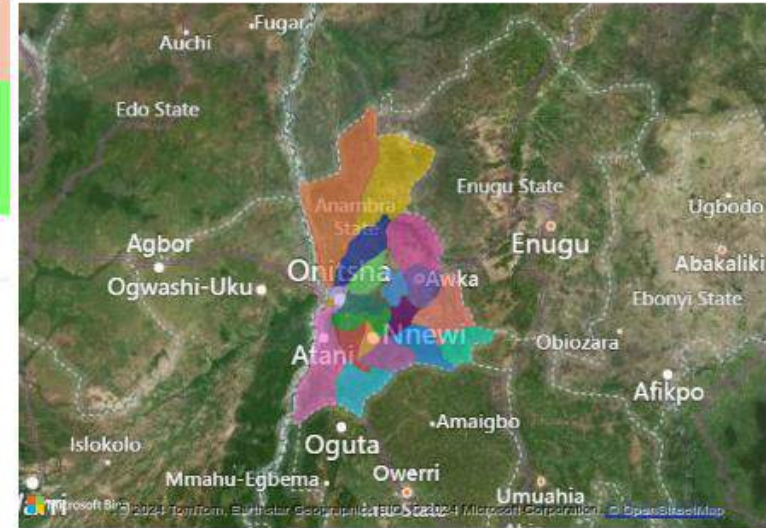 Fugar
Auchi
Edo State
Enugu State
Ugbodo
Anambra
State
Agbor
Enugu
Onitsha
Awka
Abakaliki
Ogwashi-Uku
Ebonyi State
Nnewi
Obiozara
Atani
Afikpo
Amaigbo
Islokolo
Oguta
Owerri
Mmahu-Egbema
Umuahia
Microsoft Bing
© 2024 TomTom, Earthstar Geographics
© 2024 Microsoft Corporation, © OpenStreetMap